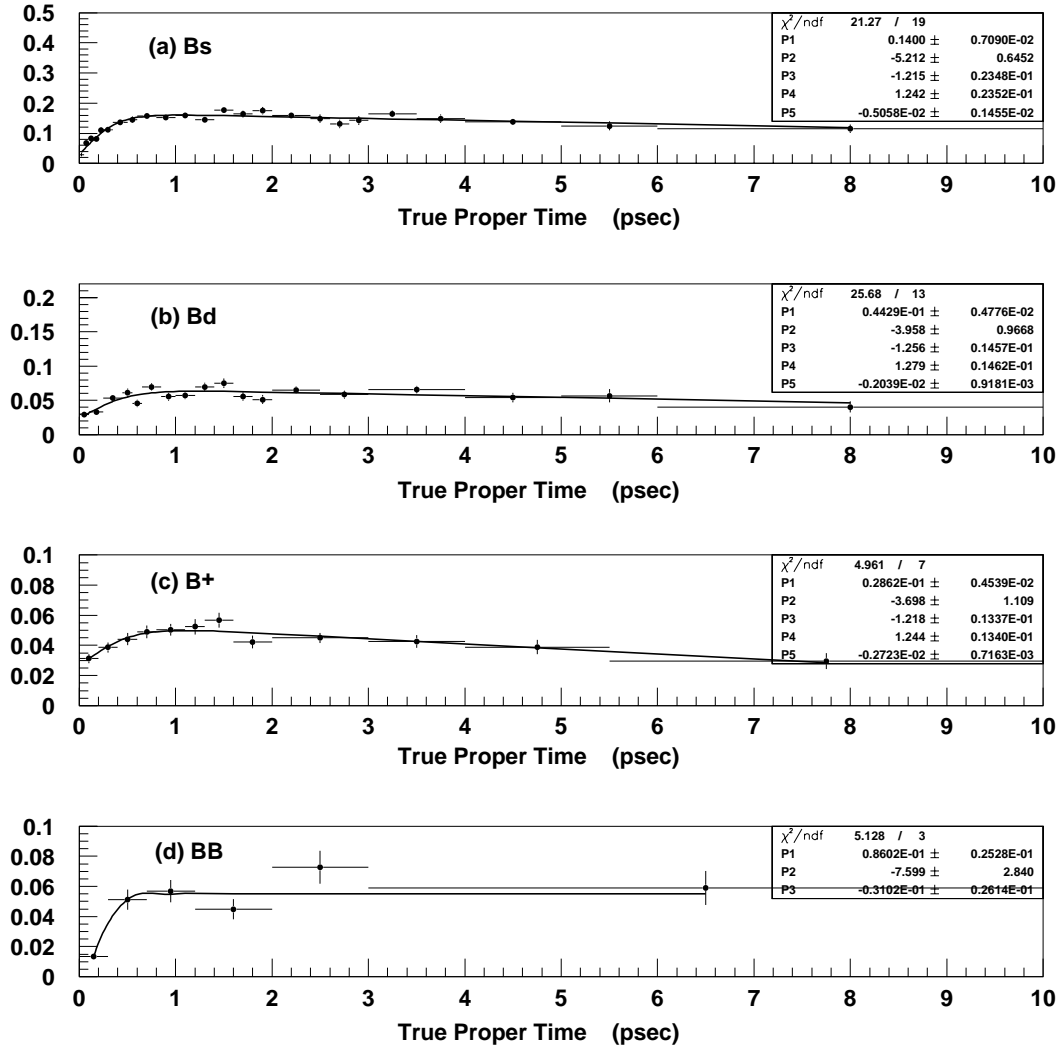 (a) Bs
0.5
0.4
0.3
0.2
0.1
0
χ²/ndf 21.27 / 19
P1 0.1400 ± 0.7090E-02
P2 -5.212 ± 0.6452
P3 -1.215 ± 0.2348E-01
P4 1.242 ± 0.2352E-01
P5 -0.5058E-02 ± 0.1455E-02
0 1 2 3 4 5 6 7 8 9 10
True Proper Time (psec)
(b) Bd
0.2
0.15
0.1
0.05
0
χ²/ndf 25.68 / 13
P1 0.4429E-01 ± 0.4776E-02
P2 -3.958 ± 0.9668
P3 -1.256 ± 0.1457E-01
P4 1.279 ± 0.1462E-01
P5 -0.2039E-02 ± 0.9181E-03
0 1 2 3 4 5 6 7 8 9 10
True Proper Time (psec)
(c) B+
0.1
0.08
0.06
0.04
0.02
0
χ²/ndf 4.961 / 7
P1 0.2862E-01 ± 0.4539E-02
P2 -3.698 ± 1.109
P3 -1.218 ± 0.1337E-01
P4 1.244 ± 0.1340E-01
P5 -0.2723E-02 ± 0.7163E-03
0 1 2 3 4 5 6 7 8 9 10
True Proper Time (psec)
(d) BB
0.1
0.08
0.06
0.04
0.02
0
χ²/ndf 5.128 / 3
P1 0.8602E-01 ± 0.2528E-01
P2 -7.599 ± 2.840
P3 -0.3102E-01 ± 0.2614E-01
0 1 2 3 4 5 6 7 8 9 10
True Proper Time (psec)